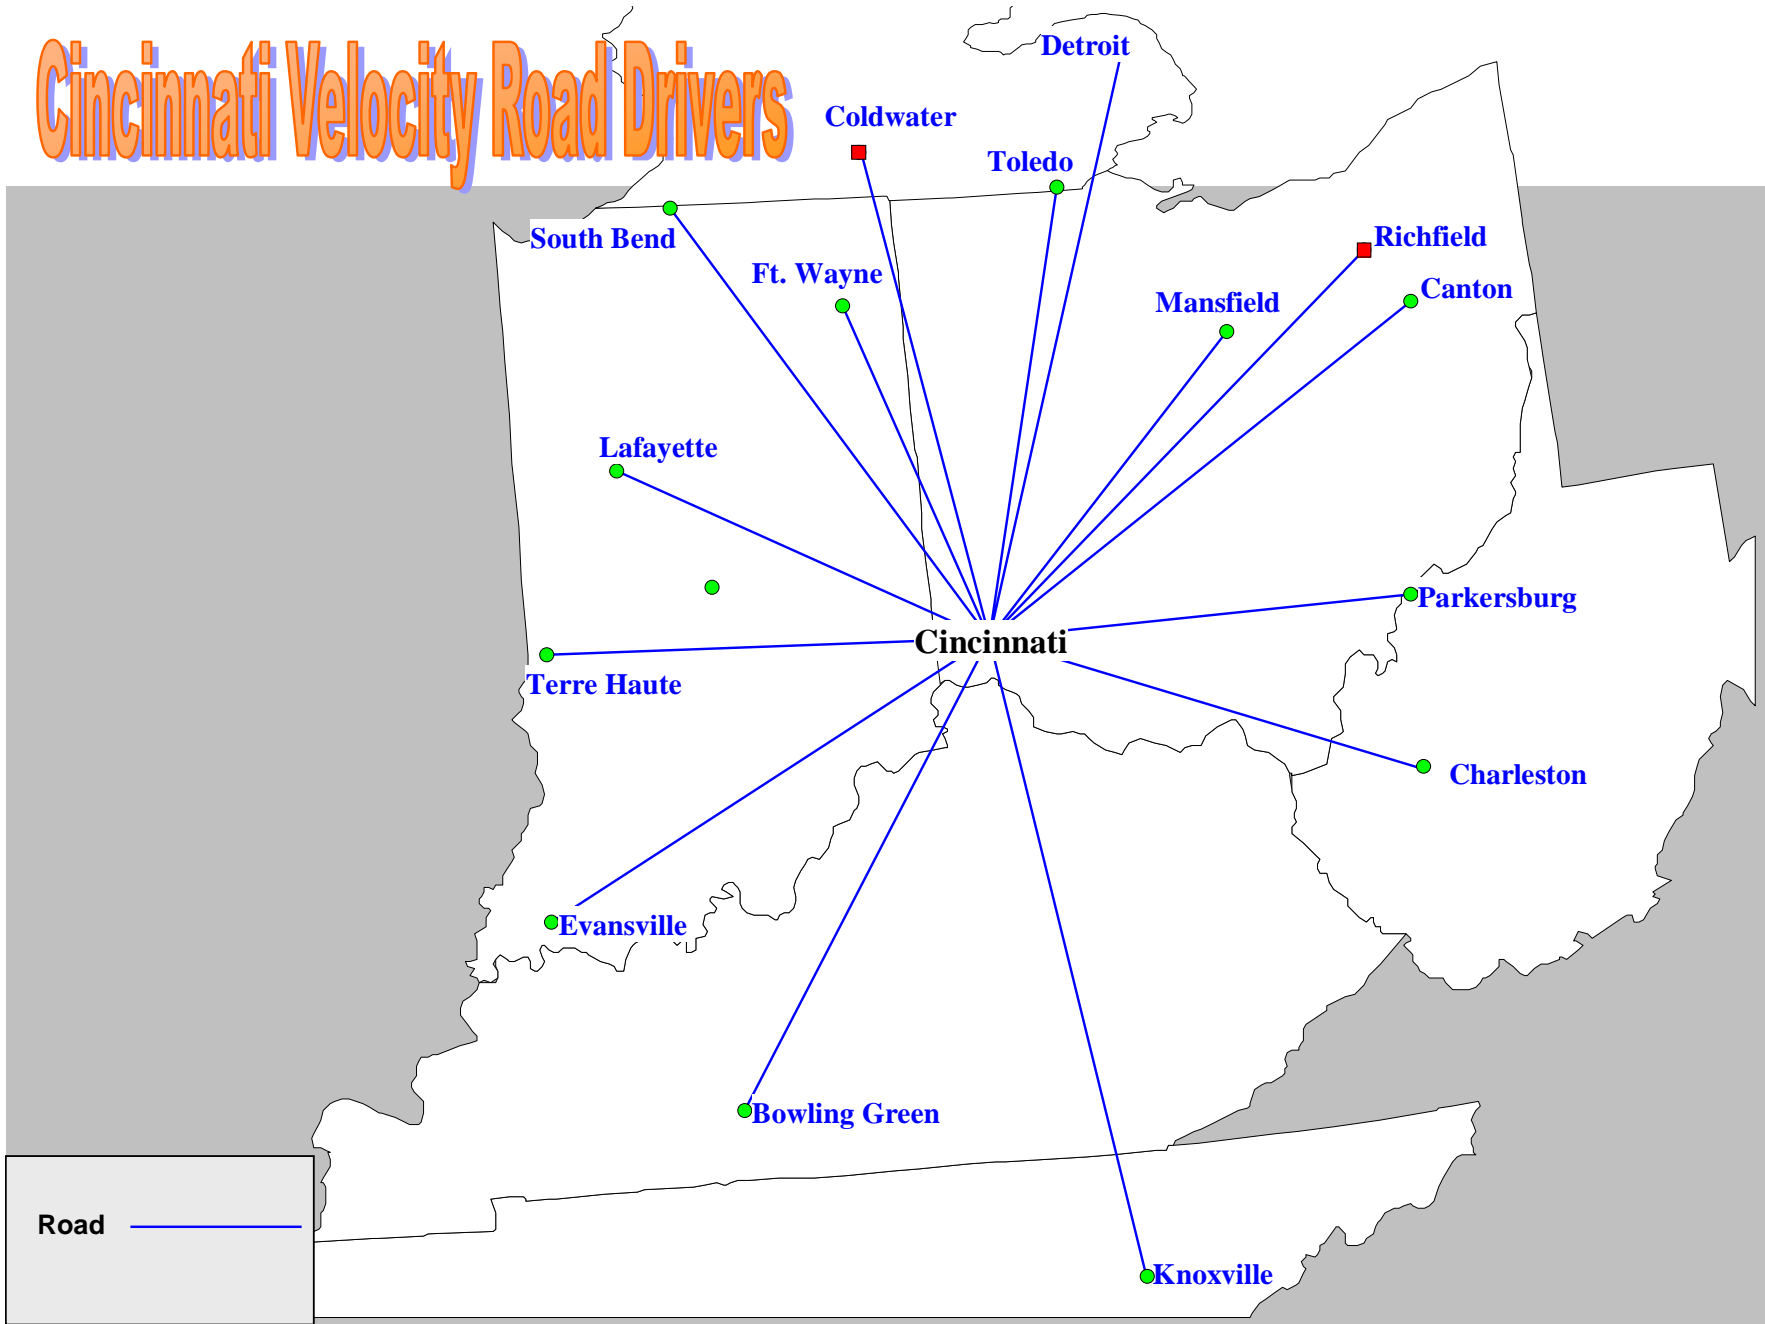 Cincinnati Velocity Road Drivers
Detroit
Coldwater
Toledo
South Bend
Richfield
Ft. Wayne
Canton
Mansfield
Lafayette
Parkersburg
Cincinnati
Terre Haute
Charleston
Evansville
Bowling Green
Road
Knoxville